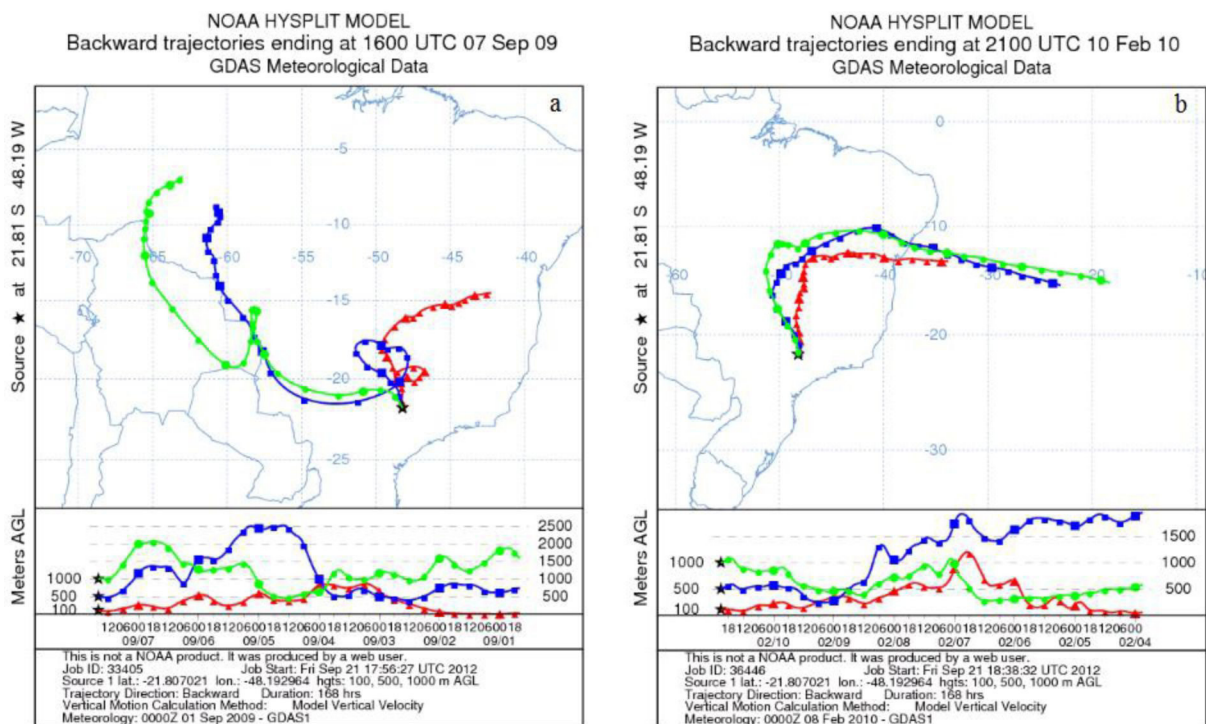 NOAA HYSPLIT MODEL
Backward trajectories ending at 1600 UTC 07 Sep 09
GDAS Meteorological Data
a
Source ★ at 21.81 S 48.19 W
-5
-10
-70 -65 -60 -55 -50 -45 -40
-15
-20
-25
Meters AGL
2500
2000
1500
1000 1000
500 500
100
12060018120600181206001812060018120600181206001812060018
09/07 09/06 09/05 09/04 09/03 09/02 09/01
This is not a NOAA product. It was produced by a web user.
Job ID: 33405 Job Start: Fri Sep 21 17:56:27 UTC 2012
Source 1 lat.: -21.807021 lon.: -48.192964 hgts: 100, 500, 1000 m AGL
Trajectory Direction: Backward Duration: 168 hrs
Vertical Motion Calculation Method: Model Vertical Velocity
Meteorology: 0000Z 01 Sep 2009 - GDAS1
NOAA HYSPLIT MODEL
Backward trajectories ending at 2100 UTC 10 Feb 10
GDAS Meteorological Data
b
Source ★ at 21.81 S 48.19 W
0
-10
-60 -50 -40 -30 -20 -10
-20
-30
Meters AGL
1500
1000 1000
500 500
100
18120600181206001812060018120600181206001812060018120600
02/10 02/09 02/08 02/07 02/06 02/05 02/04
This is not a NOAA product. It was produced by a web user.
Job ID: 36446 Job Start: Fri Sep 21 18:38:32 UTC 2012
Source 1 lat.: -21.807021 lon.: -48.192964 hgts: 100, 500, 1000 m AGL
Trajectory Direction: Backward Duration: 168 hrs
Vertical Motion Calculation Method: Model Vertical Velocity
Meteorology: 0000Z 08 Feb 2010 - GDAS1